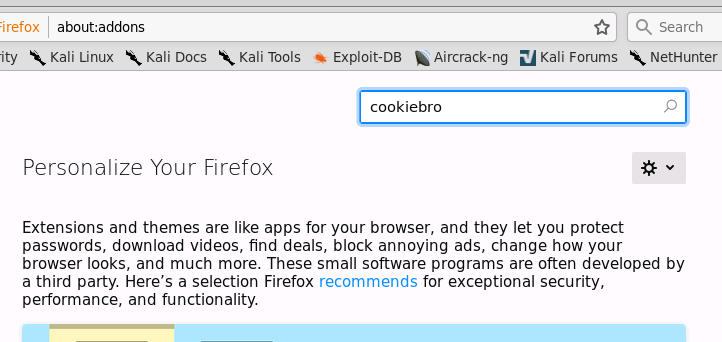 Firefox about:addons Search
rity Kali Linux Kali Docs Kali Tools Exploit-DB Aircrack-ng Kali Forums NetHunter
cookiebro
Personalize Your Firefox
Extensions and themes are like apps for your browser, and they let you protect
passwords, download videos, find deals, block annoying ads, change how your
browser looks, and much more. These small software programs are often developed by
a third party. Here’s a selection Firefox recommends for exceptional security,
performance, and functionality.